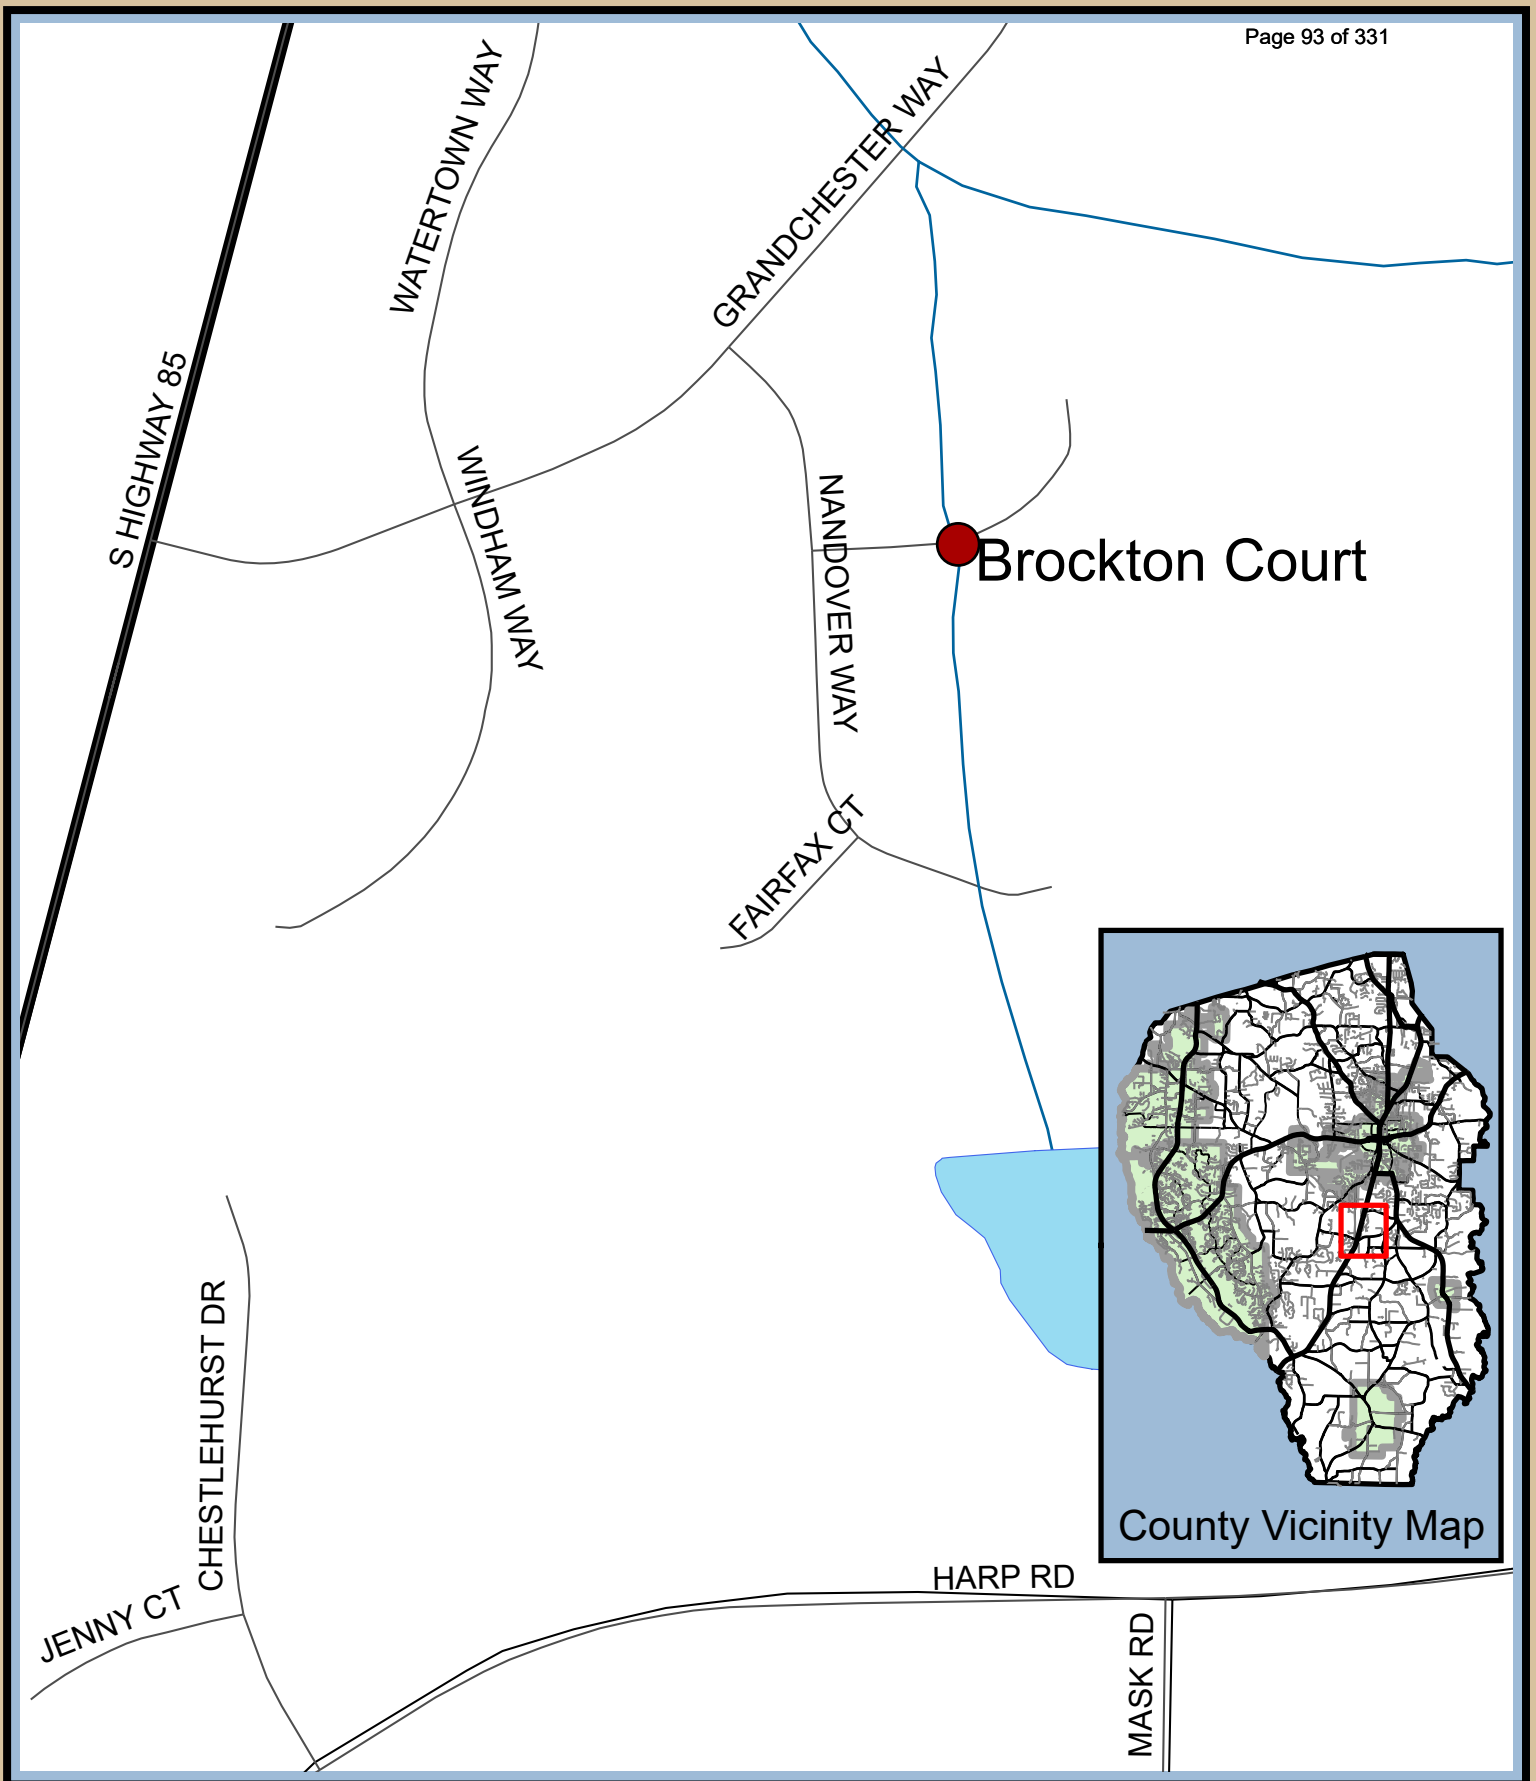 Page 93 of 331
WATERTOWN WAY
GRANDCHESTER WAY
S HIGHWAY 85
WINDHAM WAY
NANDOVER WAY
Brockton Court
FAIRFAX CT
CHESTLEHURST DR
County Vicinity Map
HARP RD
JENNY CT
MASK RD